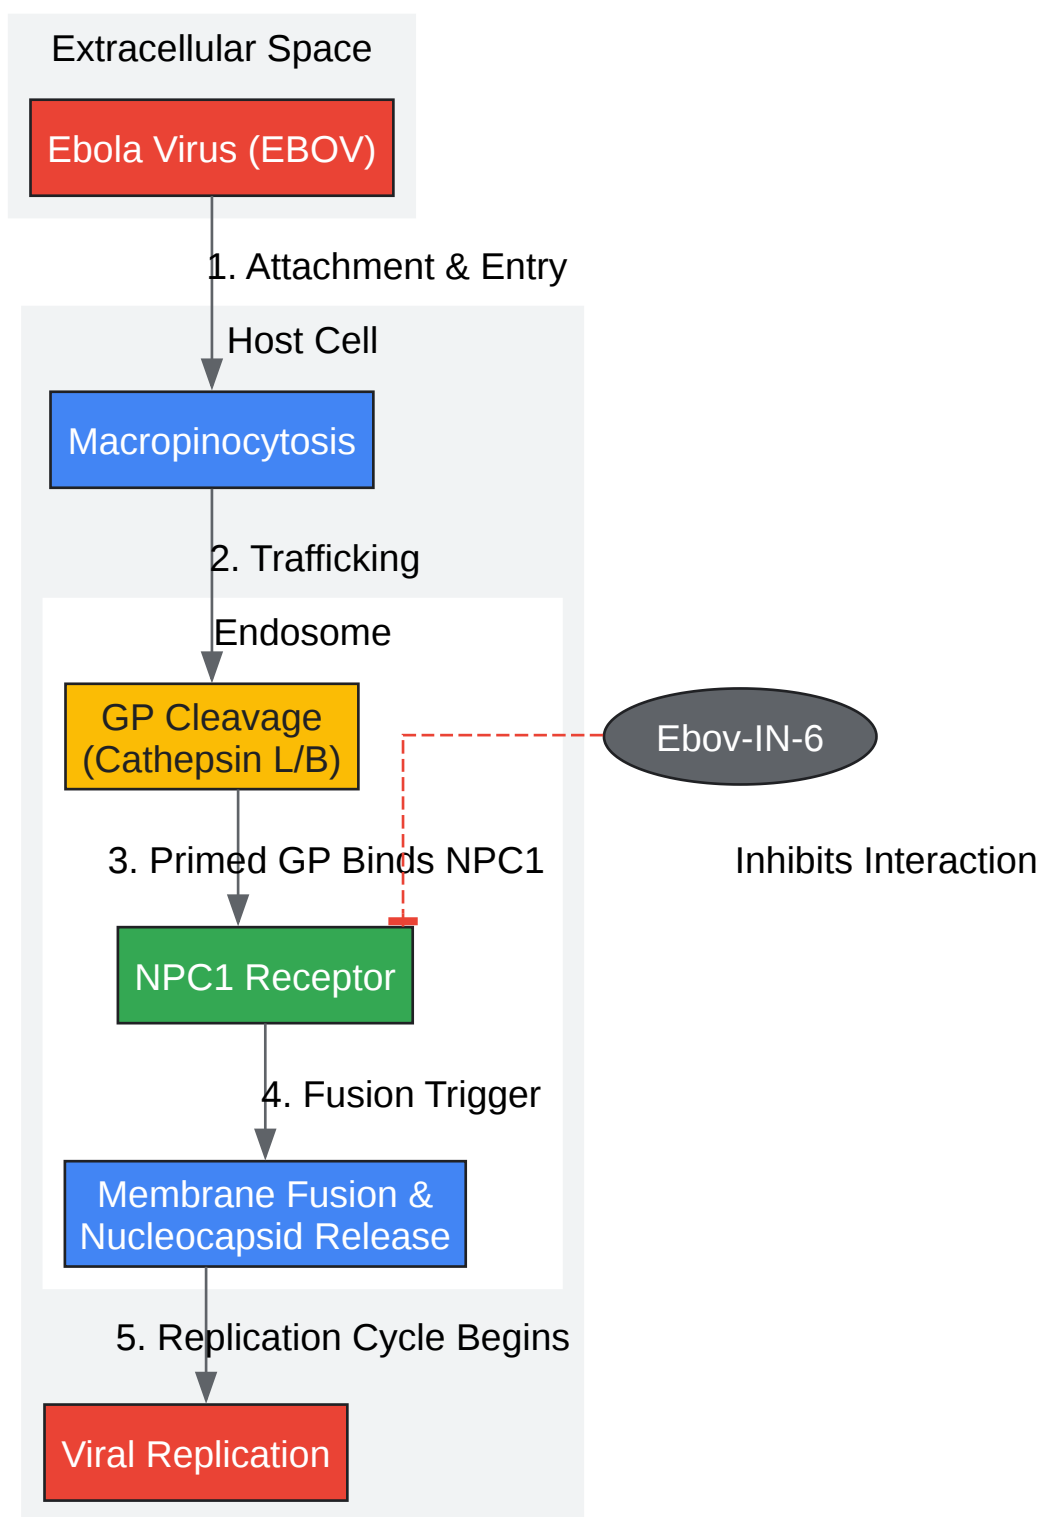 Extracellular Space
Ebola Virus (EBOV)
1. Attachment & Entry
Host Cell
Macropinocytosis
2. Trafficking
Endosome
GP Cleavage
(Cathepsin L/B)
Ebov-IN-6
3. Primed GP Binds NPC1
Inhibits Interaction
NPC1 Receptor
4. Fusion Trigger
Membrane Fusion &
Nucleocapsid Release
5. Replication Cycle Begins
Viral Replication